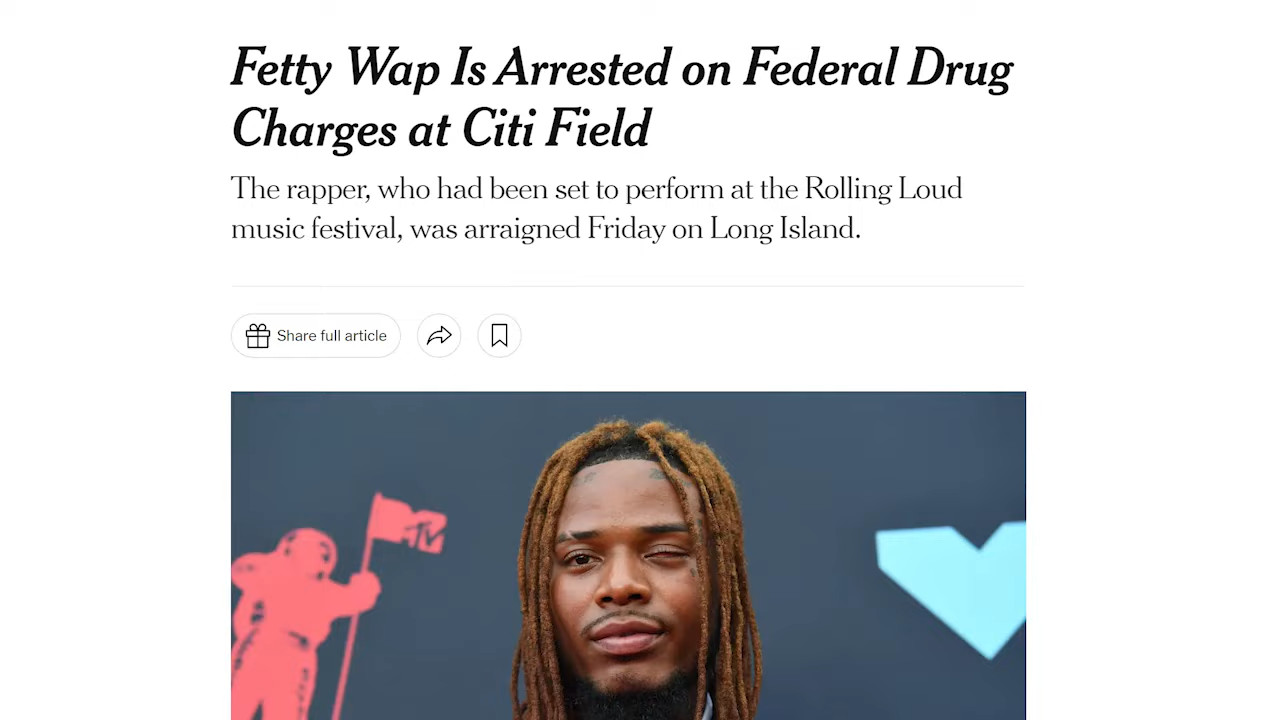 Fetty Wap Is Arrested on Federal Drug
Charges at Citi Field
The rapper, who had been set to perform at the Rolling Loud
music festival, was arraigned Friday on Long Island.
Share full article
MTV